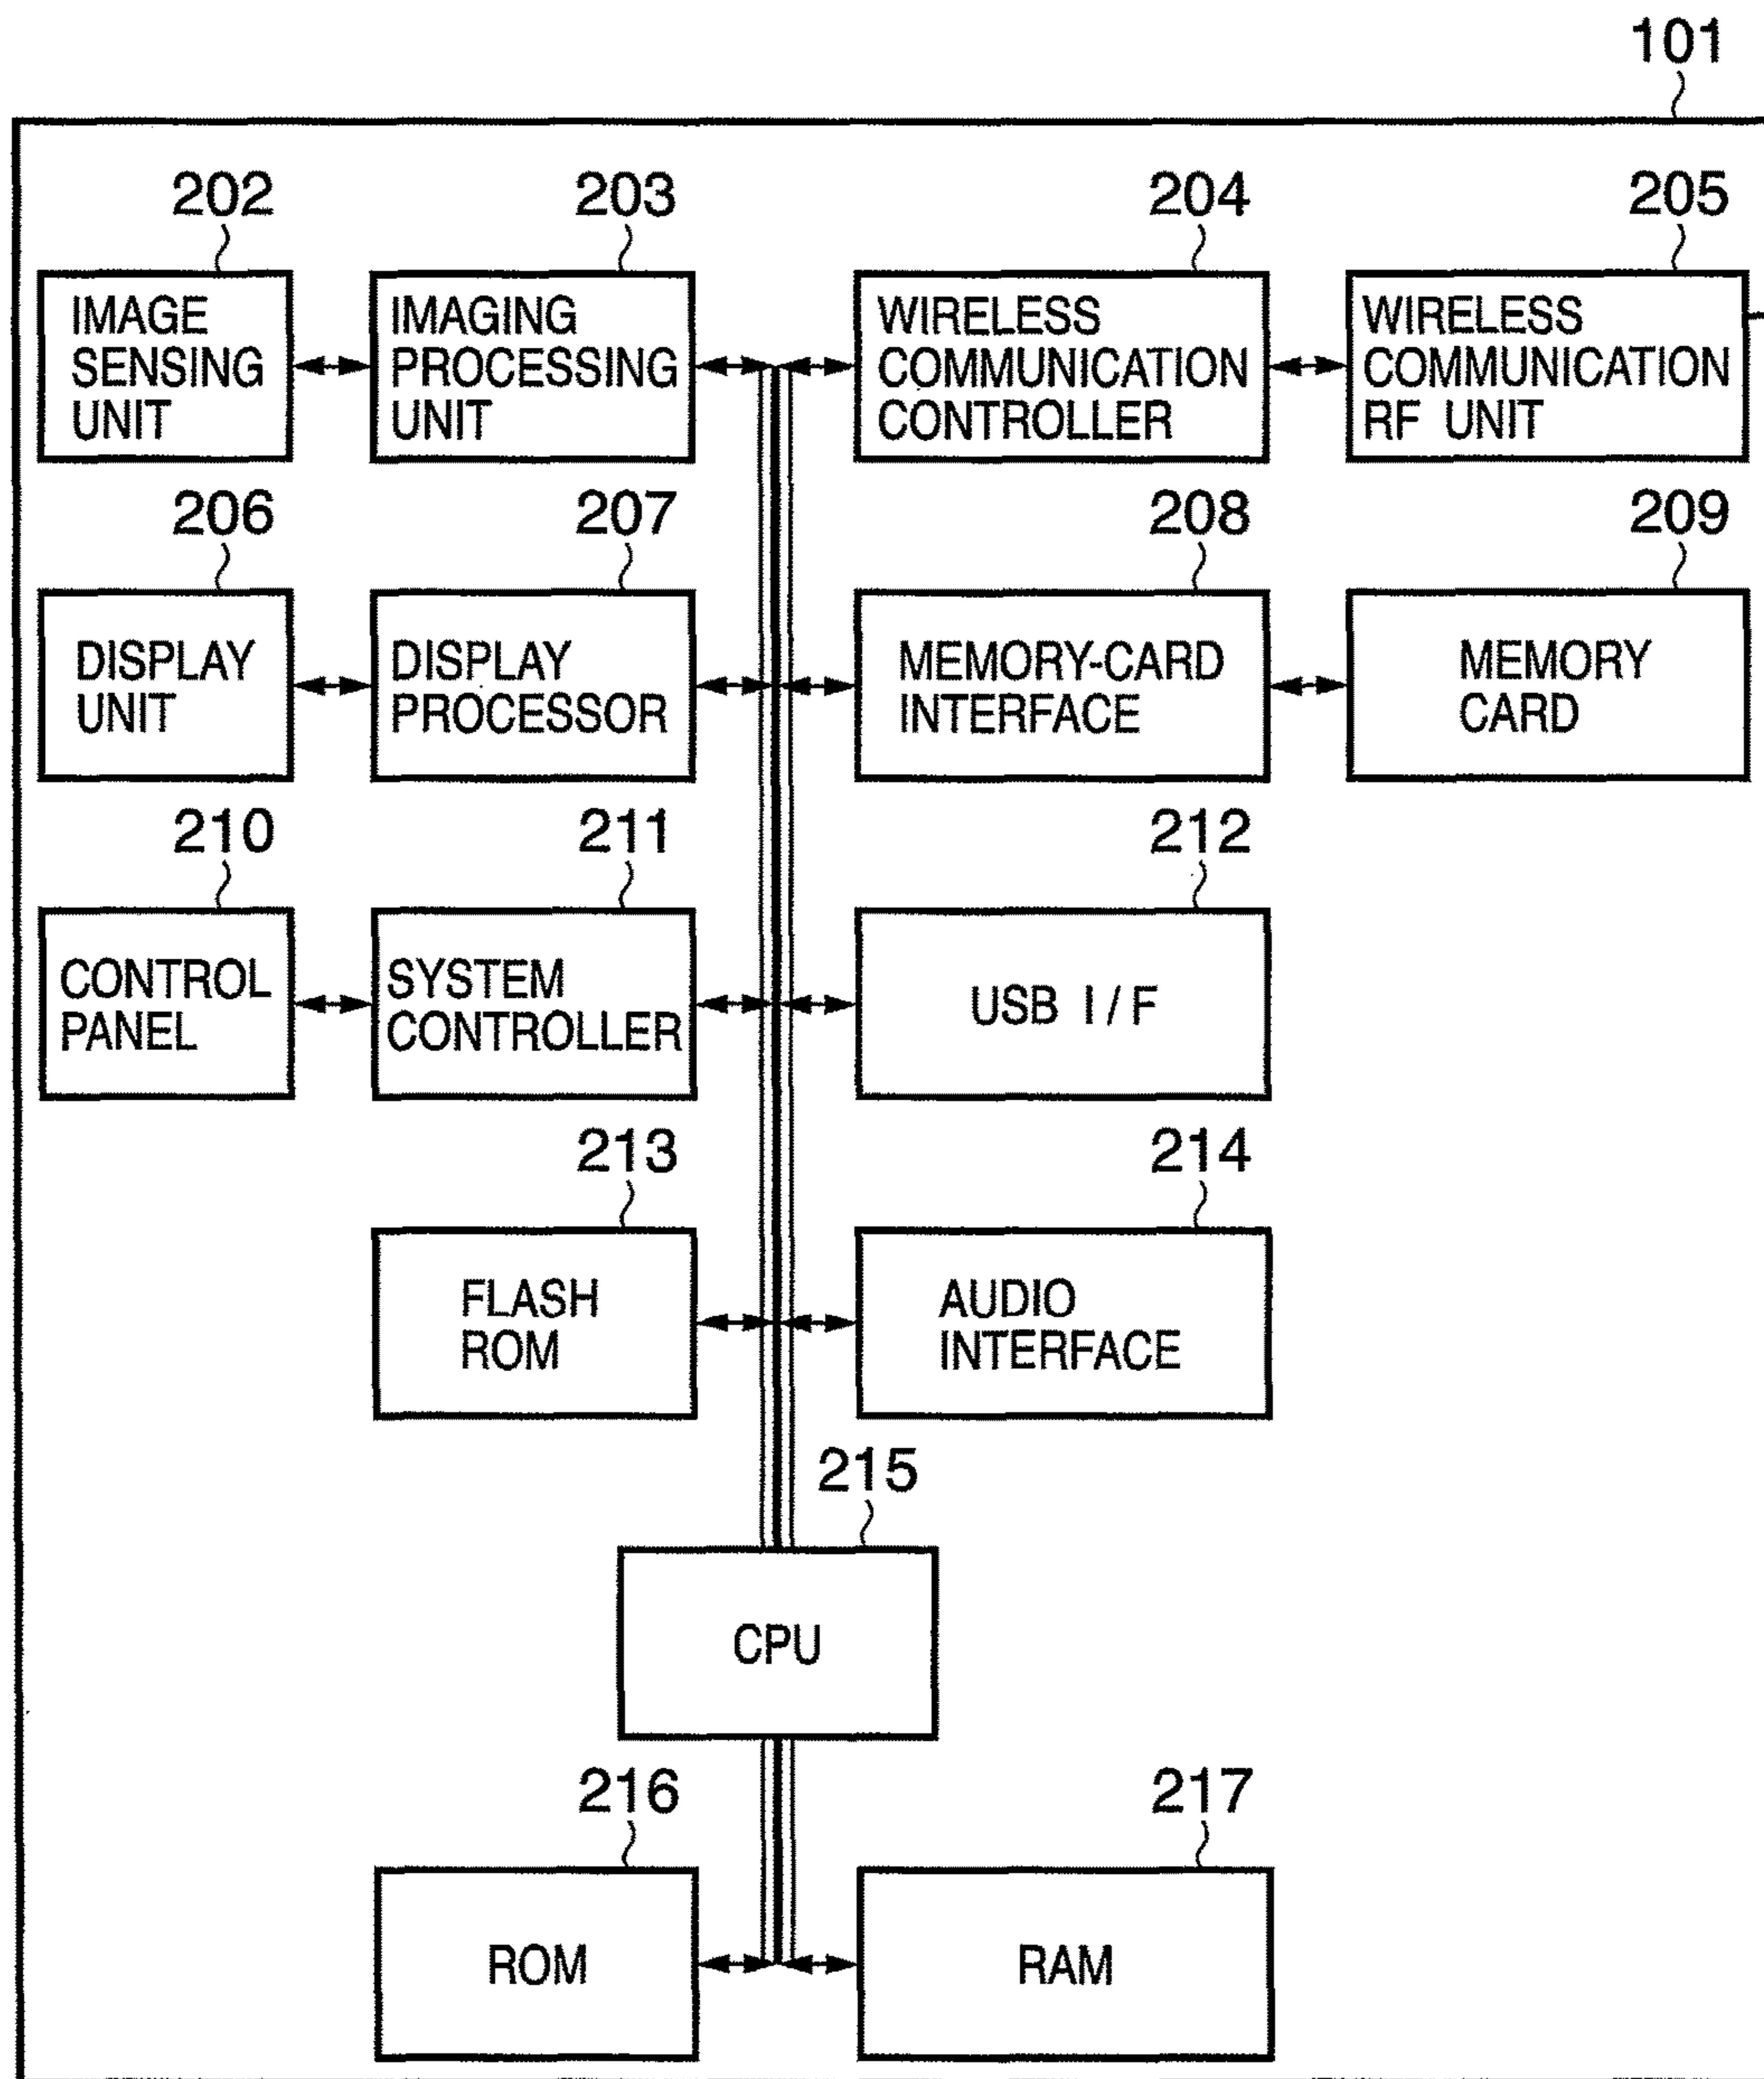 101
202
203
204
205
IMAGE
SENSING
UNIT
IMAGING
PROCESSING
UNIT
WIRELESS
COMMUNICATION
CONTROLLER
WIRELESS
COMMUNICATION
RF UNIT
206
207
208
209
DISPLAY
UNIT
DISPLAY
PROCESSOR
MEMORY-CARD
INTERFACE
MEMORY
CARD
210
211
212
CONTROL
PANEL
SYSTEM
CONTROLLER
USB I / F
213
214
FLASH
ROM
AUDIO
INTERFACE
215
CPU
216
217
ROM
RAM